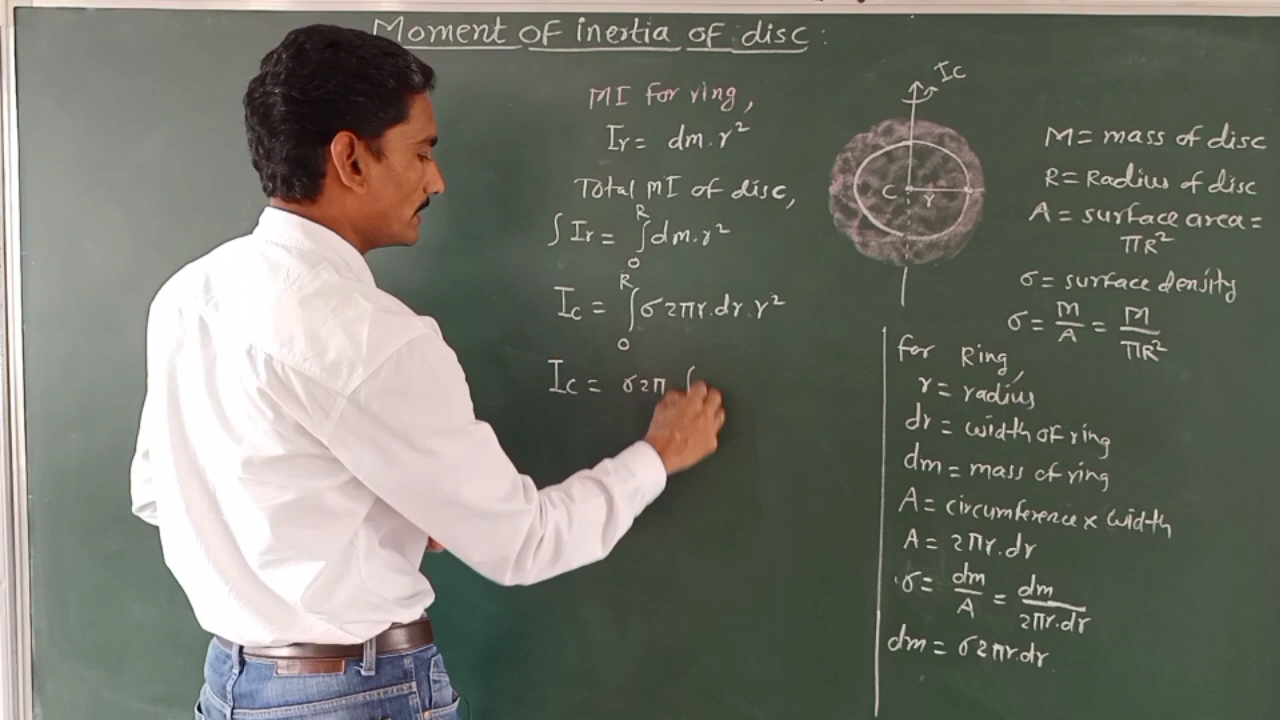 Moment of inertia of disc :
MI for ring,
Ir = dm.r²
Total MI of disc,
∫Ir = ∫₀ᴿ dm.r²
Ic = ∫₀ᴿ σ2πr.dr.r²
Ic = σ2π ∫
Ic
C r
M = mass of disc
R = Radius of disc
A = surface area =
πR²
σ = surface density
σ = M/A = M/πR²
for Ring,
r = radius
dr = width of ring
dm = mass of ring
A = circumference x width
A = 2πr.dr
σ = dm/A = dm/2πr.dr
dm = σ2πr.dr